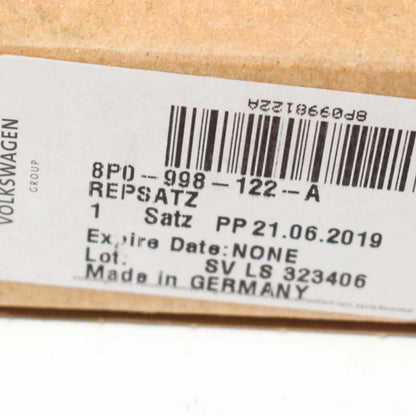 8P0998122A
VOLKSWAGEN
GROUP
8P0-998-122-A
REPSATZ
1 Satz PP 21.06.2019
Expire Date: NONE
Lot: SV LS 323406
Made in GERMANY